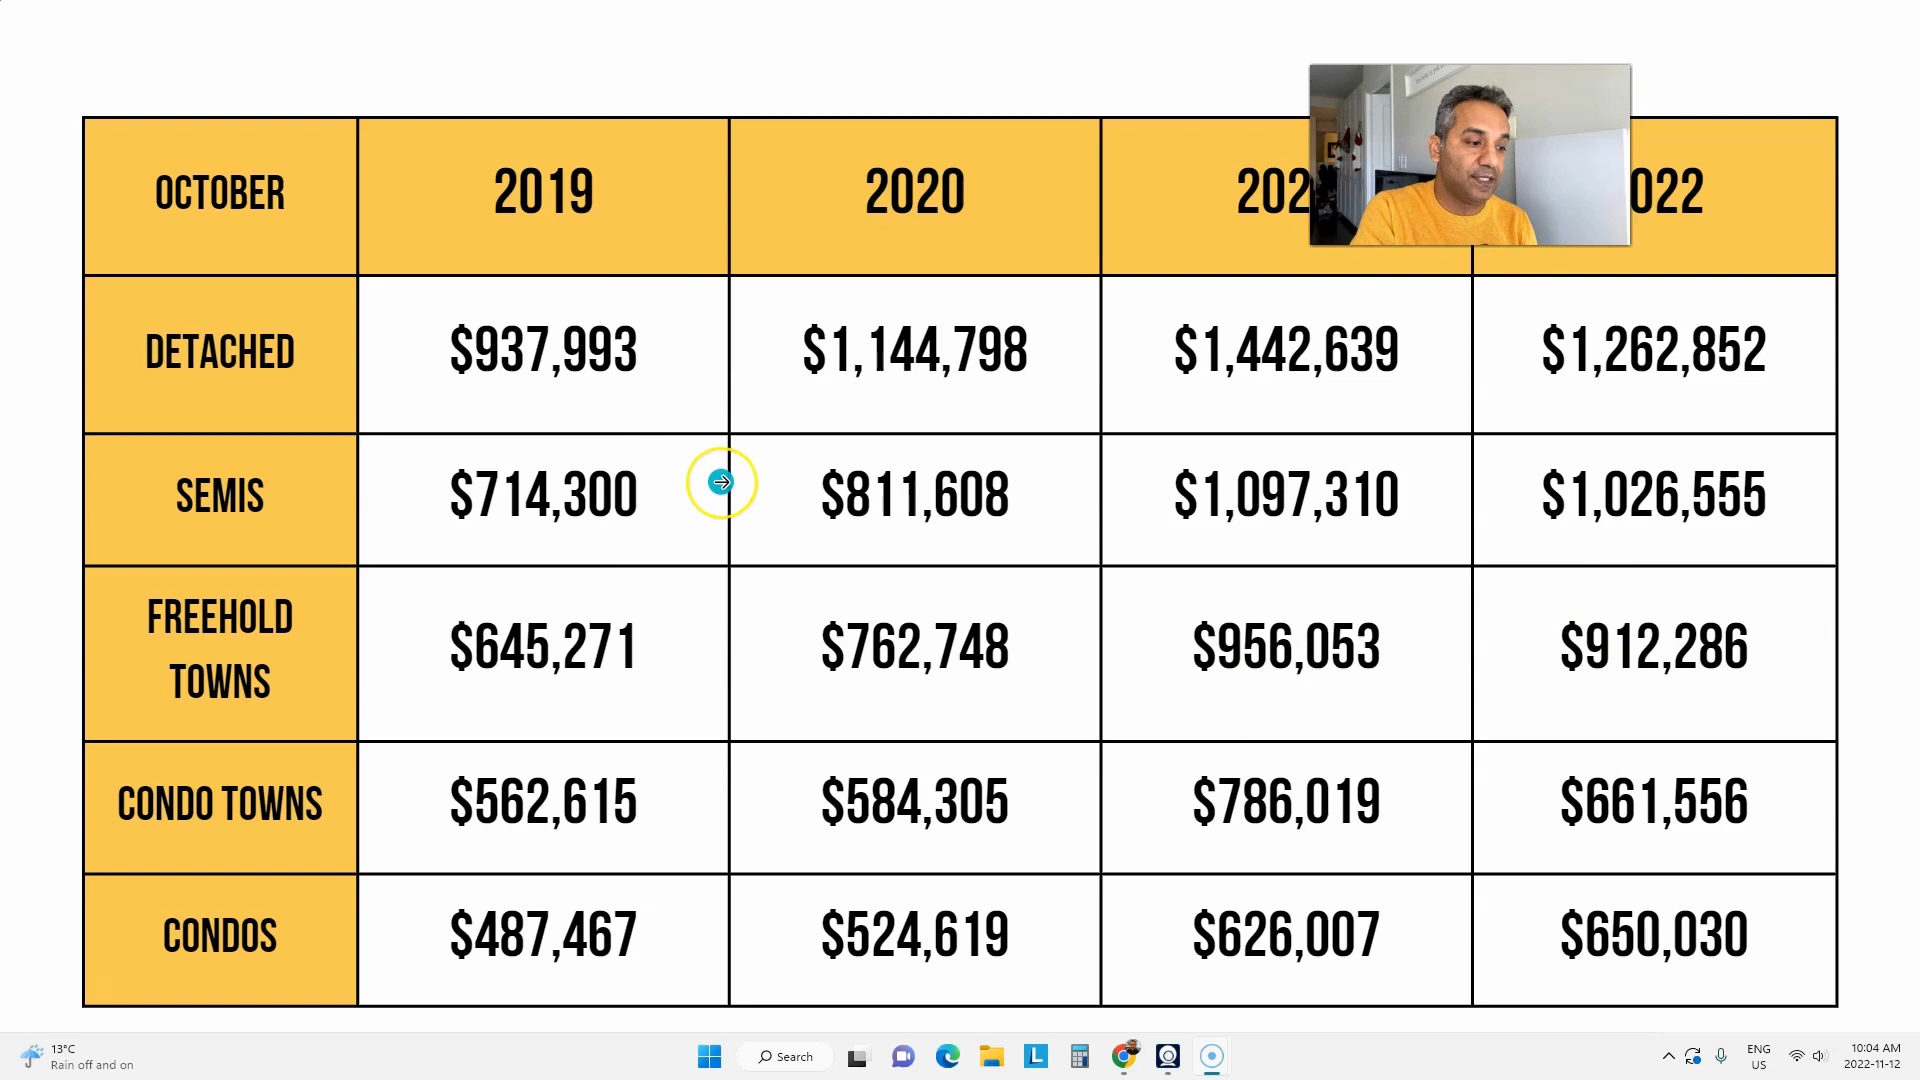 OCTOBER 2019 2020 202 022
DETACHED $937,993 $1,144,798 $1,442,639 $1,262,852
SEMIS $714,300 $811,608 $1,097,310 $1,026,555
FREEHOLD
TOWNS $645,271 $762,748 $956,053 $912,286
CONDO TOWNS $562,615 $584,305 $786,019 $661,556
CONDOS $487,467 $524,619 $626,007 $650,030
13°C
Rain off and on
Search
L
ENG
US
10:04 AM
2022-11-12